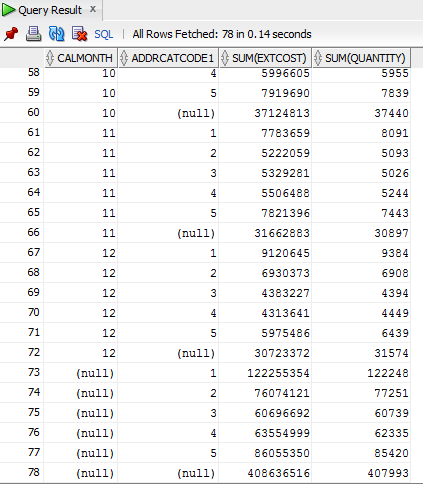 Query Result x
SQL | All Rows Fetched: 78 in 0.14 seconds
CALMONTH ADDRCATCODE1 SUM(EXTCOST) SUM(QUANTITY)
58 10 4 5996605 5955
59 10 5 7919690 7839
60 10 (null) 37124813 37440
61 11 1 7783659 8091
62 11 2 5222059 5093
63 11 3 5329281 5026
64 11 4 5506488 5244
65 11 5 7821396 7443
66 11 (null) 31662883 30897
67 12 1 9120645 9384
68 12 2 6930373 6908
69 12 3 4383227 4394
70 12 4 4313641 4449
71 12 5 5975486 6439
72 12 (null) 30723372 31574
73 (null) 1 122255354 122248
74 (null) 2 76074121 77251
75 (null) 3 60696692 60739
76 (null) 4 63554999 62335
77 (null) 5 86055350 85420
78 (null) (null) 408636516 407993